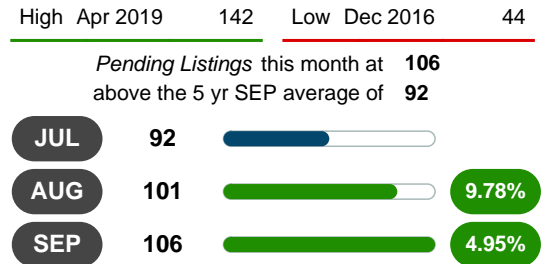 High Apr 2019 142 Low Dec 2016 44
Pending Listings this month at 106
above the 5 yr SEP average of 92
JUL 92
AUG 101 9.78%
SEP 106 4.95%